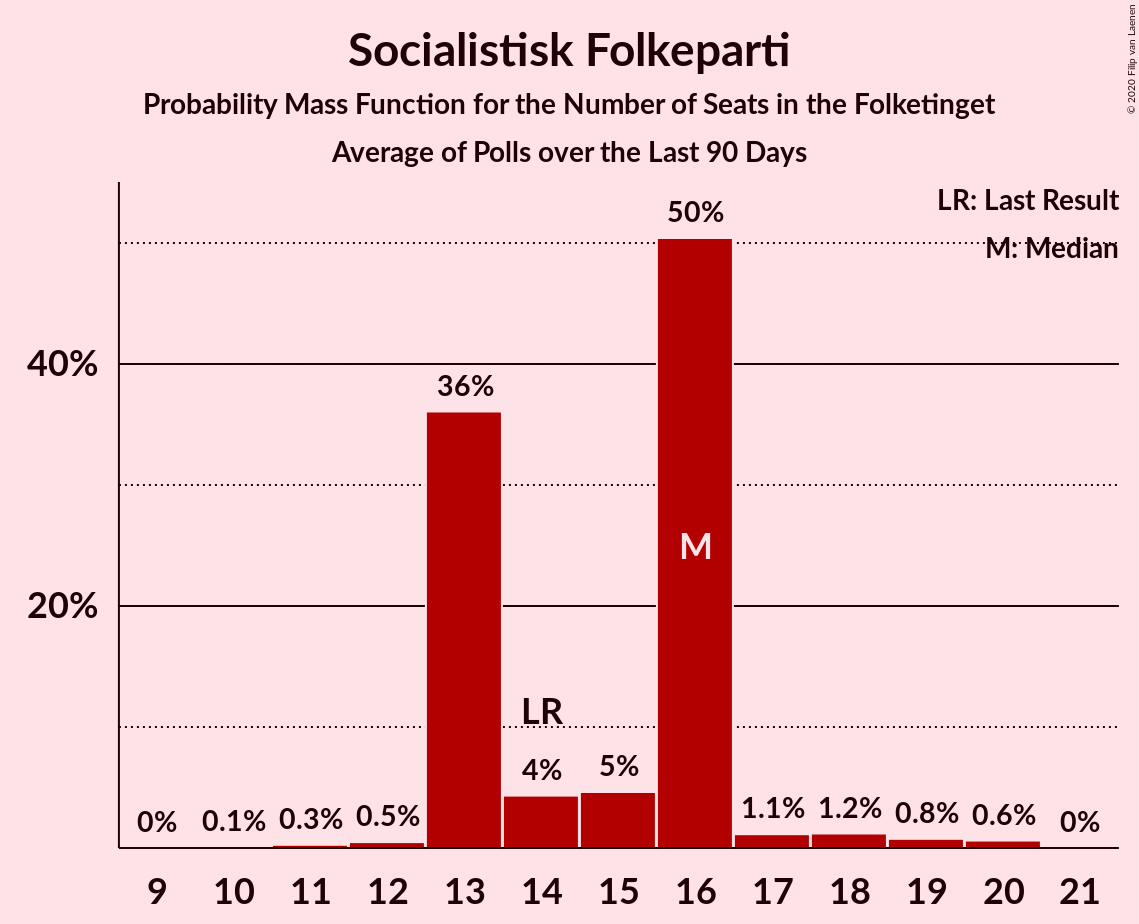 Socialistisk Folkeparti
Probability Mass Function for the Number of Seats in the Folketinget
Average of Polls over the Last 90 Days
© 2020 Filip van Laenen
LR: Last Result
M: Median
50%
40%
36%
M
20%
LR
4%
5%
0%
0.1%
0.3%
0.5%
1.1%
1.2%
0.8%
0.6%
0%
9 10 11 12 13 14 15 16 17 18 19 20 21